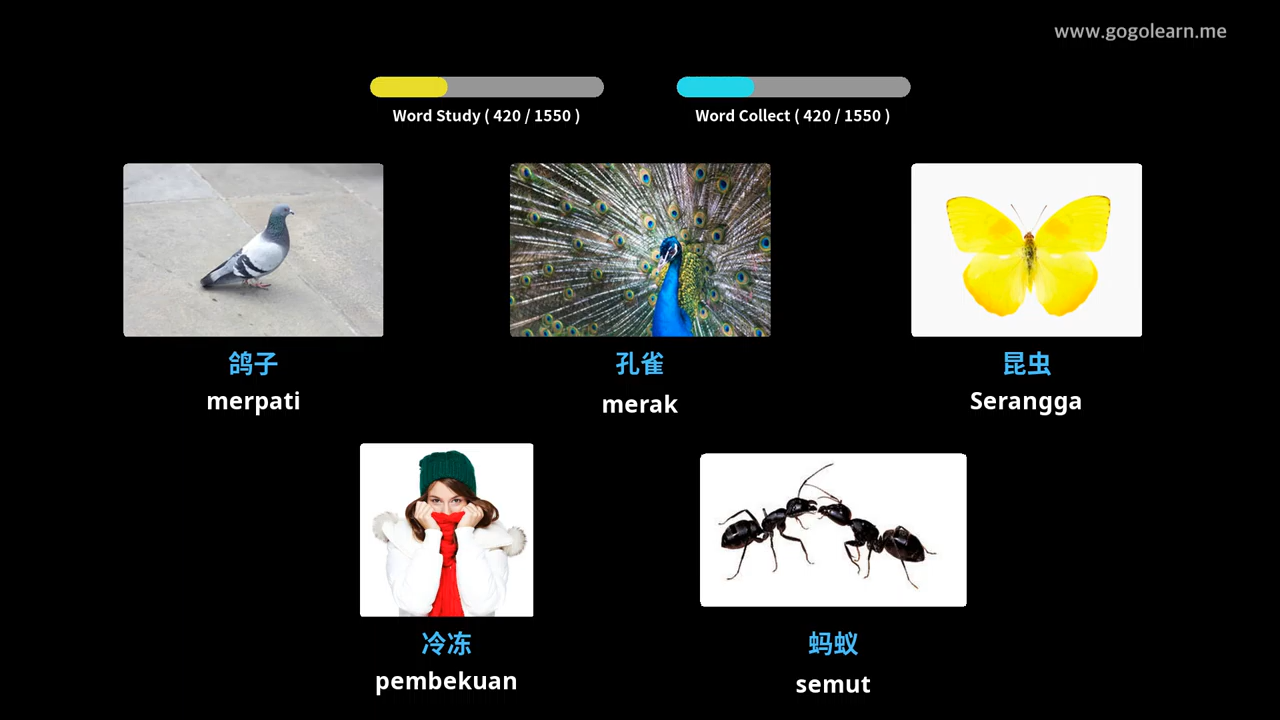 www.gogolearn.me
Word Study ( 420 / 1550 )
Word Collect ( 420 / 1550 )
鸽子
merpati
孔雀
merak
昆虫
Serangga
冷冻
pembekuan
蚂蚁
semut